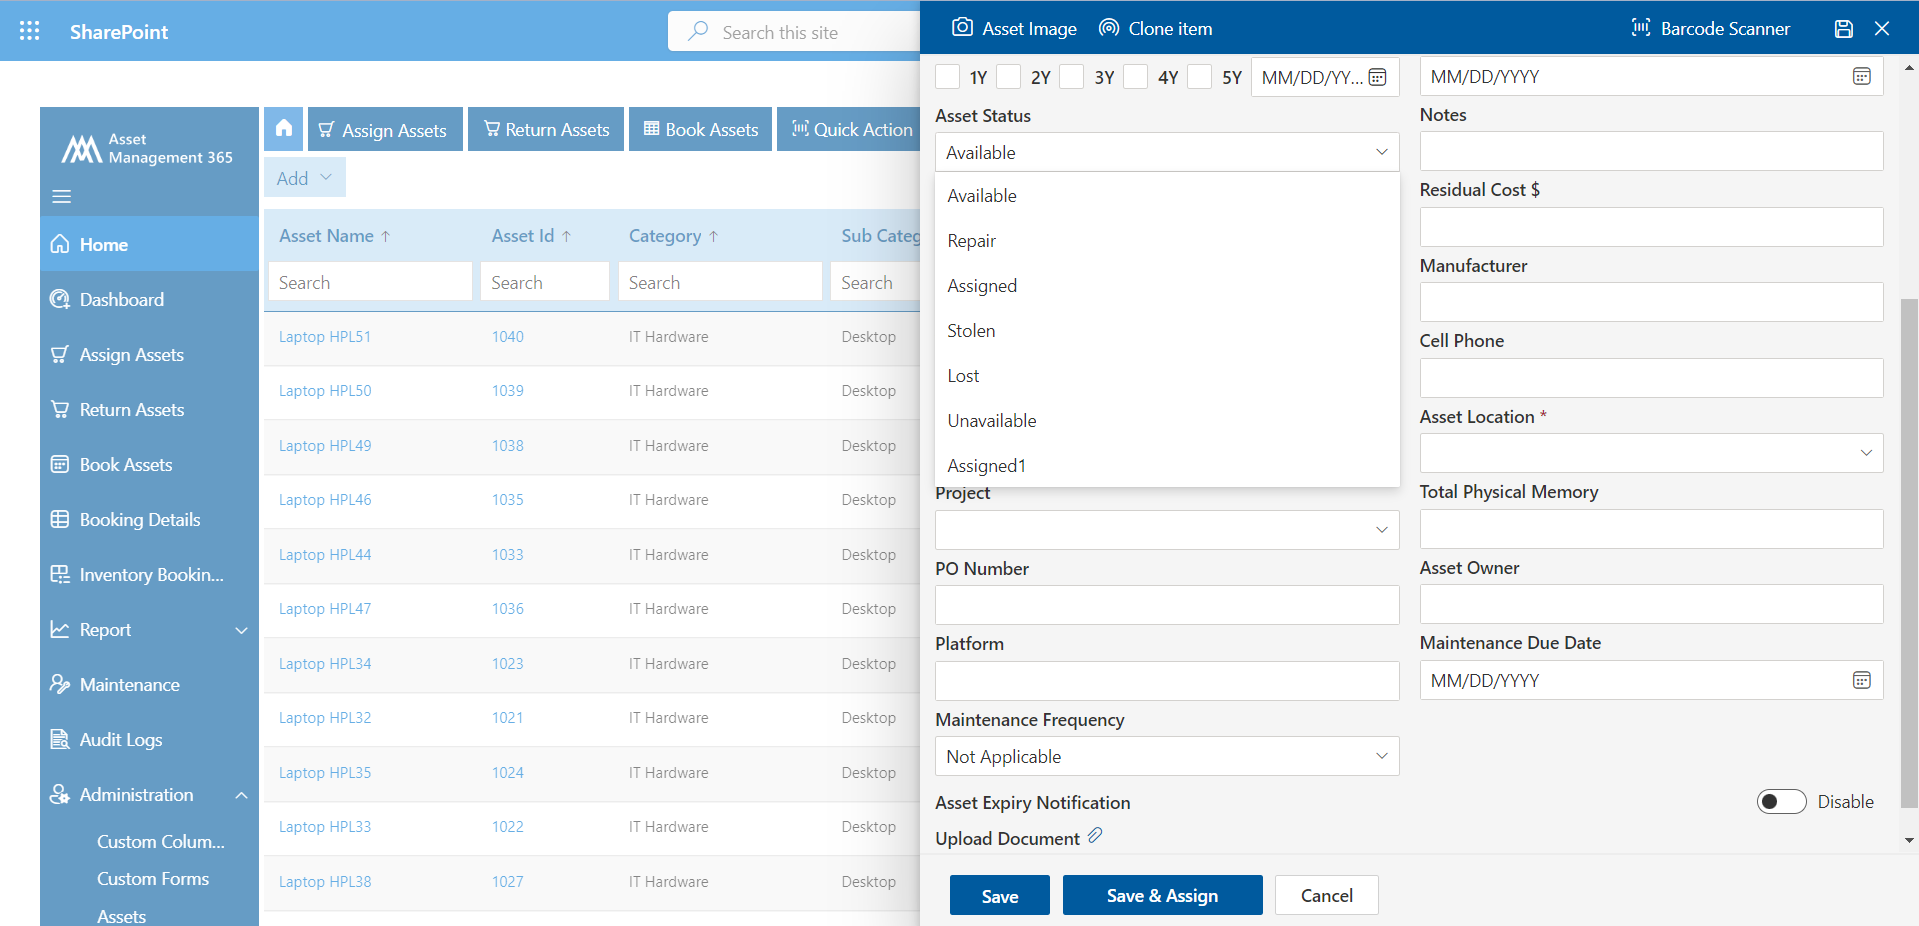 SharePoint
Search this site
Asset Image
Clone item
Barcode Scanner
Asset
Management 365
Home
Dashboard
Assign Assets
Return Assets
Book Assets
Booking Details
Inventory Bookin...
Report
Maintenance
Audit Logs
Administration
Custom Colum...
Custom Forms
Assets
Assign Assets
Return Assets
Book Assets
Quick Action
Add
Asset Name ↑ Asset Id ↑ Category ↑ Sub Categ
Search Search Search Search
Laptop HPL51 1040 IT Hardware Desktop
Laptop HPL50 1039 IT Hardware Desktop
Laptop HPL49 1038 IT Hardware Desktop
Laptop HPL46 1035 IT Hardware Desktop
Laptop HPL44 1033 IT Hardware Desktop
Laptop HPL47 1036 IT Hardware Desktop
Laptop HPL34 1023 IT Hardware Desktop
Laptop HPL32 1021 IT Hardware Desktop
Laptop HPL35 1024 IT Hardware Desktop
Laptop HPL33 1022 IT Hardware Desktop
Laptop HPL38 1027 IT Hardware Desktop
1Y 2Y 3Y 4Y 5Y MM/DD/YY...
Asset Status
Available
Available
Repair
Assigned
Stolen
Lost
Unavailable
Assigned1
Project
PO Number
Platform
Maintenance Frequency
Not Applicable
Asset Expiry Notification
Disable
Upload Document
MM/DD/YYYY
Notes
Residual Cost $
Manufacturer
Cell Phone
Asset Location *
Total Physical Memory
Asset Owner
Maintenance Due Date
MM/DD/YYYY
Save
Save & Assign
Cancel